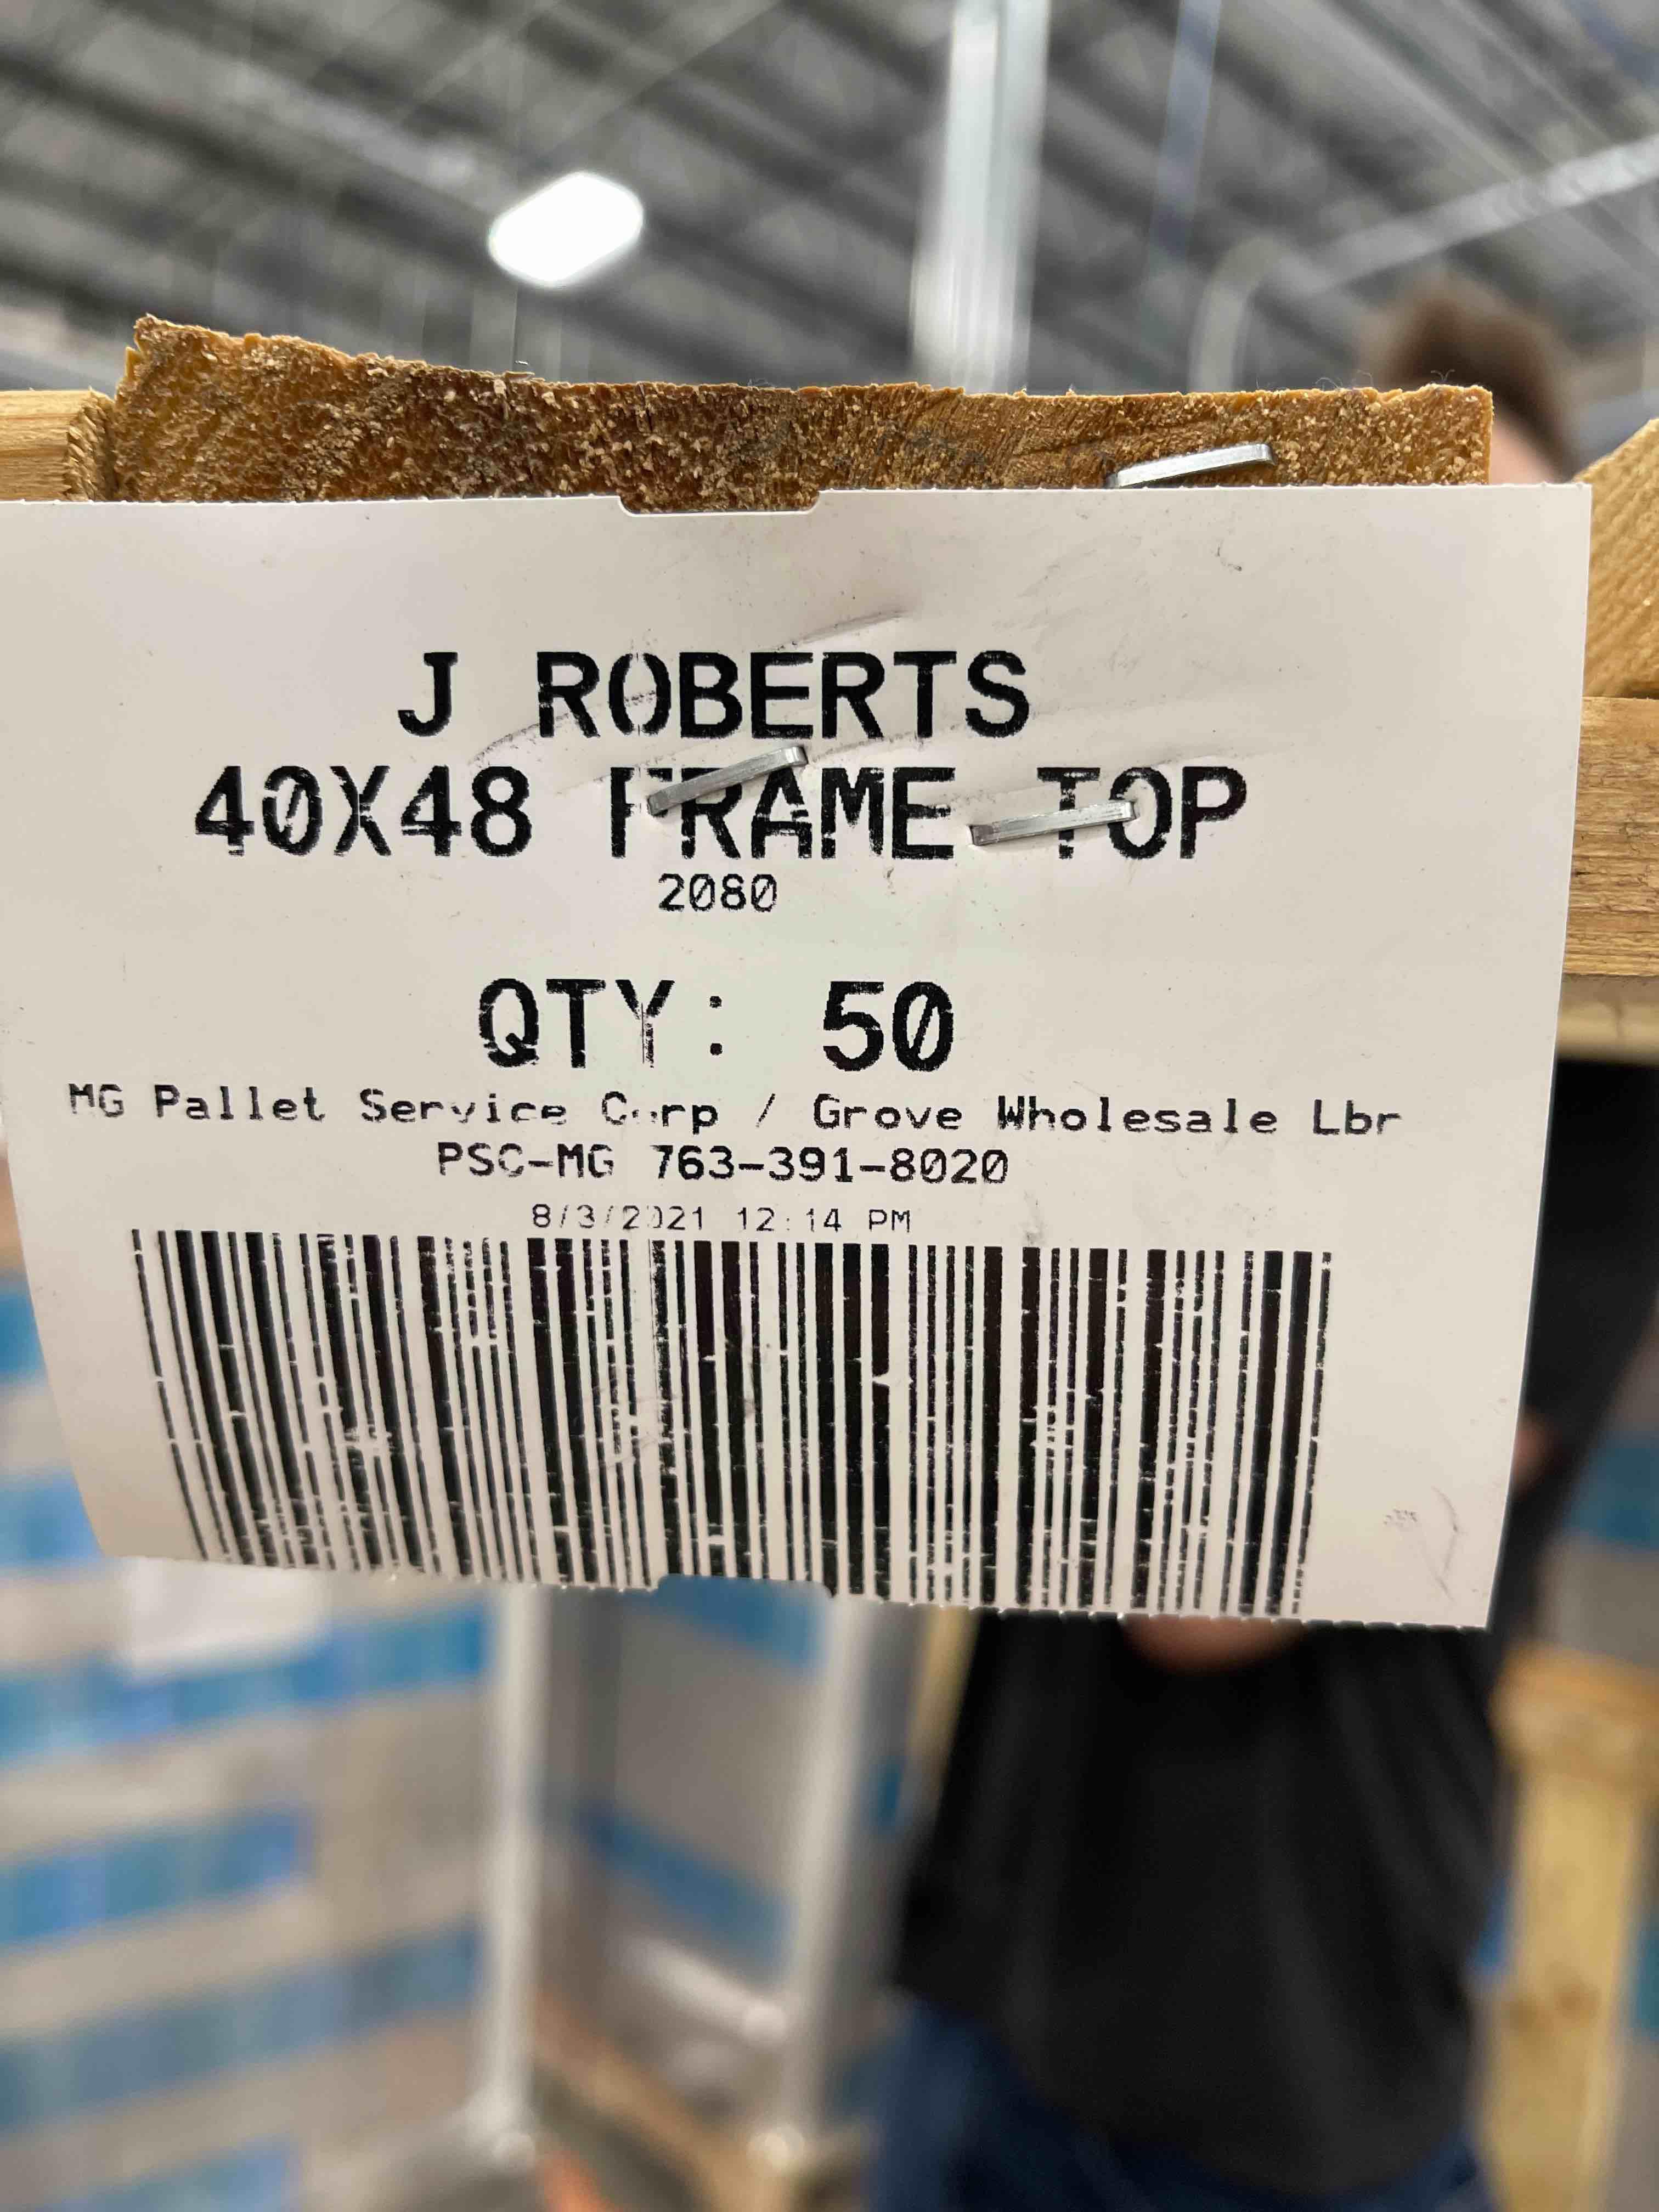 J ROBERTS
40X48 FRAME TOP
2080
QTY: 50
MG Pallet Service Corp / Grove Wholesale Lbr
PSC-MG 763-391-8020
8/3/2021 12:14 PM